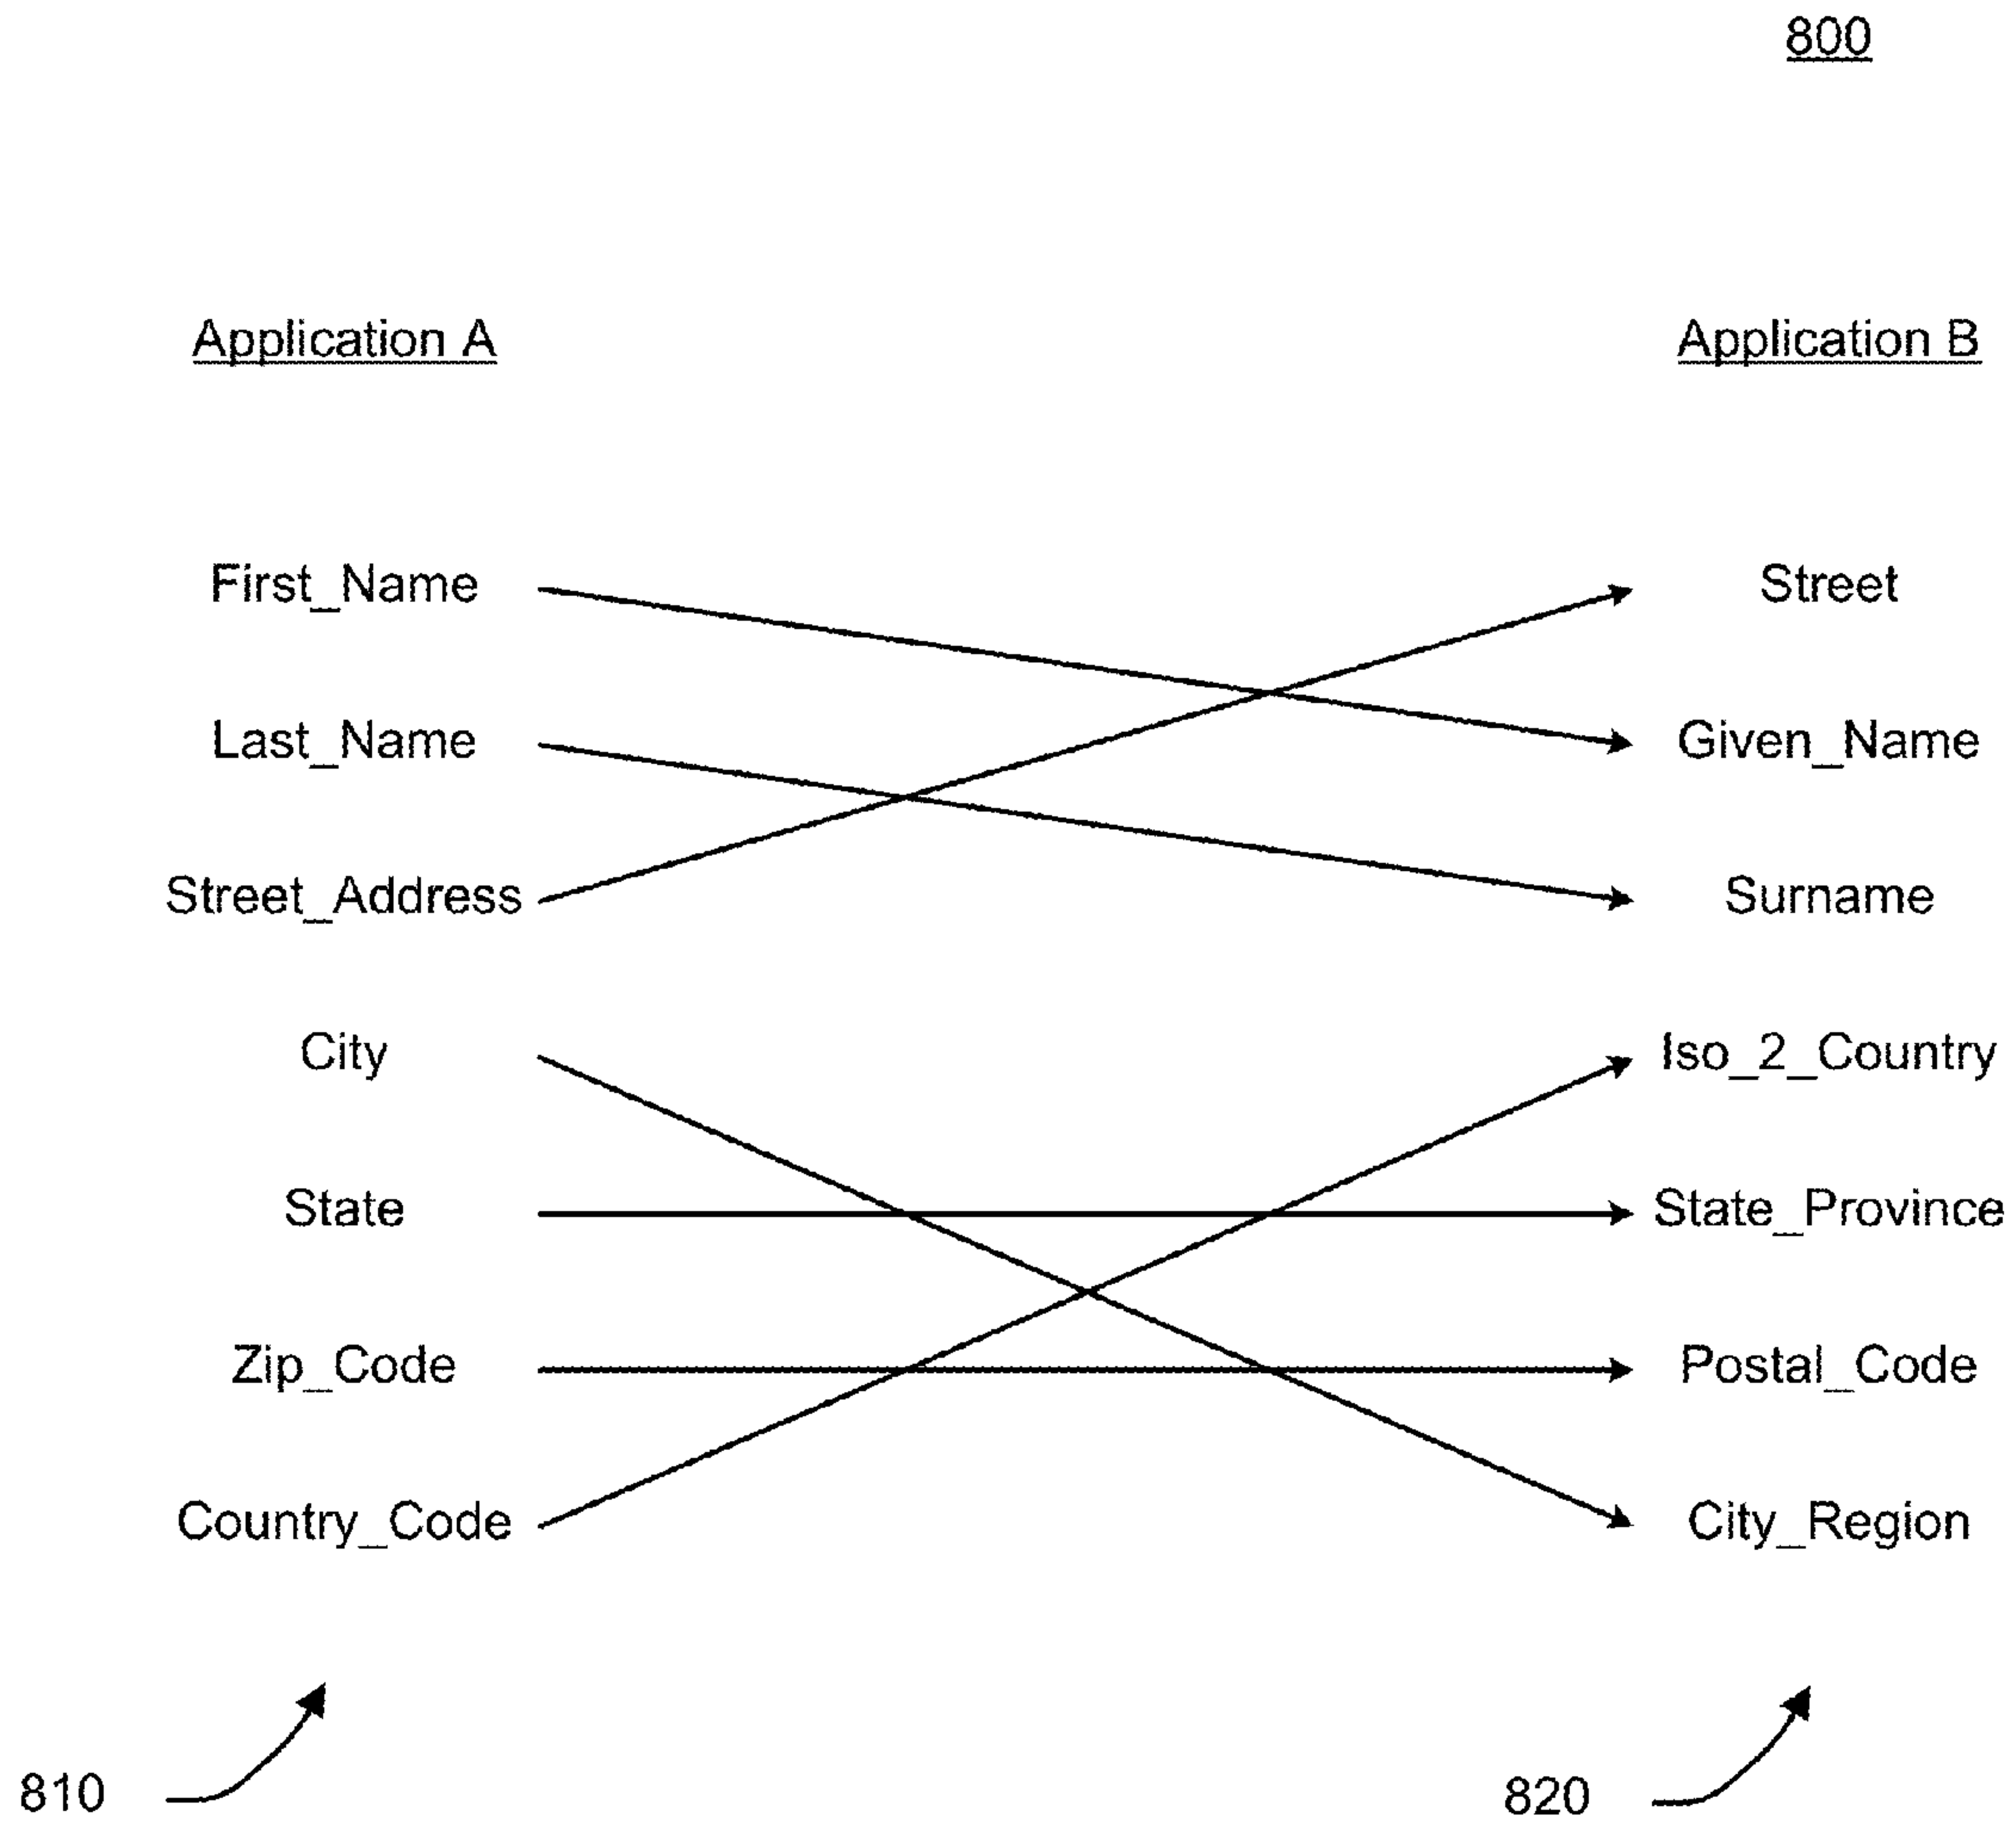 800
Application A
Application B
First_Name
Street
Last_Name
Given_Name
Street_Address
Surname
City
Iso_2_Country
State
State_Province
Zip_Code
Postal_Code
Country_Code
City_Region
810
820